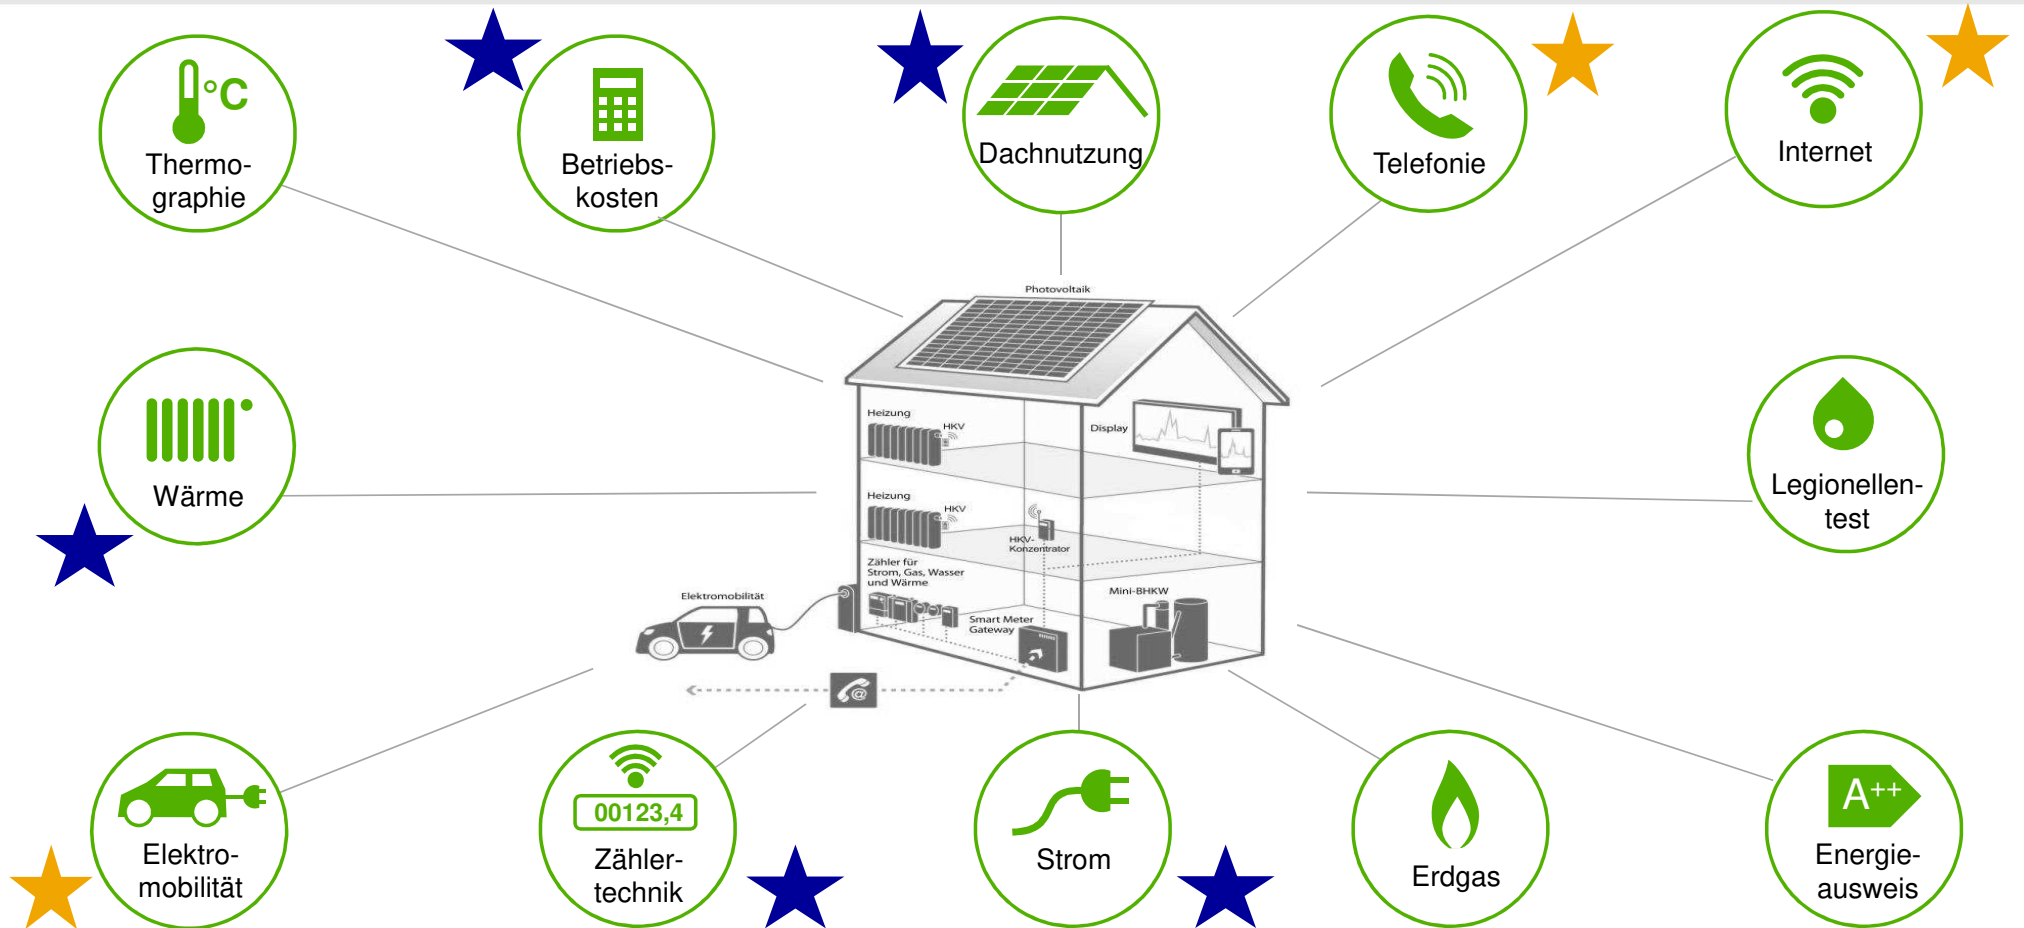 °C
Thermo-
graphie
Betriebs-
kosten
Dachnutzung
Telefonie
Internet
Photovoltaik
Heizung
HKV
Display
Wärme
Heizung
HKV
HKV-
Konzentrator
Legionellen-
test
Zähler für
Strom, Gas, Wasser
und Wärme
Elektromobilität
Mini-BHKW
Smart Meter
Gateway
@
Elektro-
mobilität
00123,4
Zähler-
technik
Strom
Erdgas
A++
Energie-
ausweis